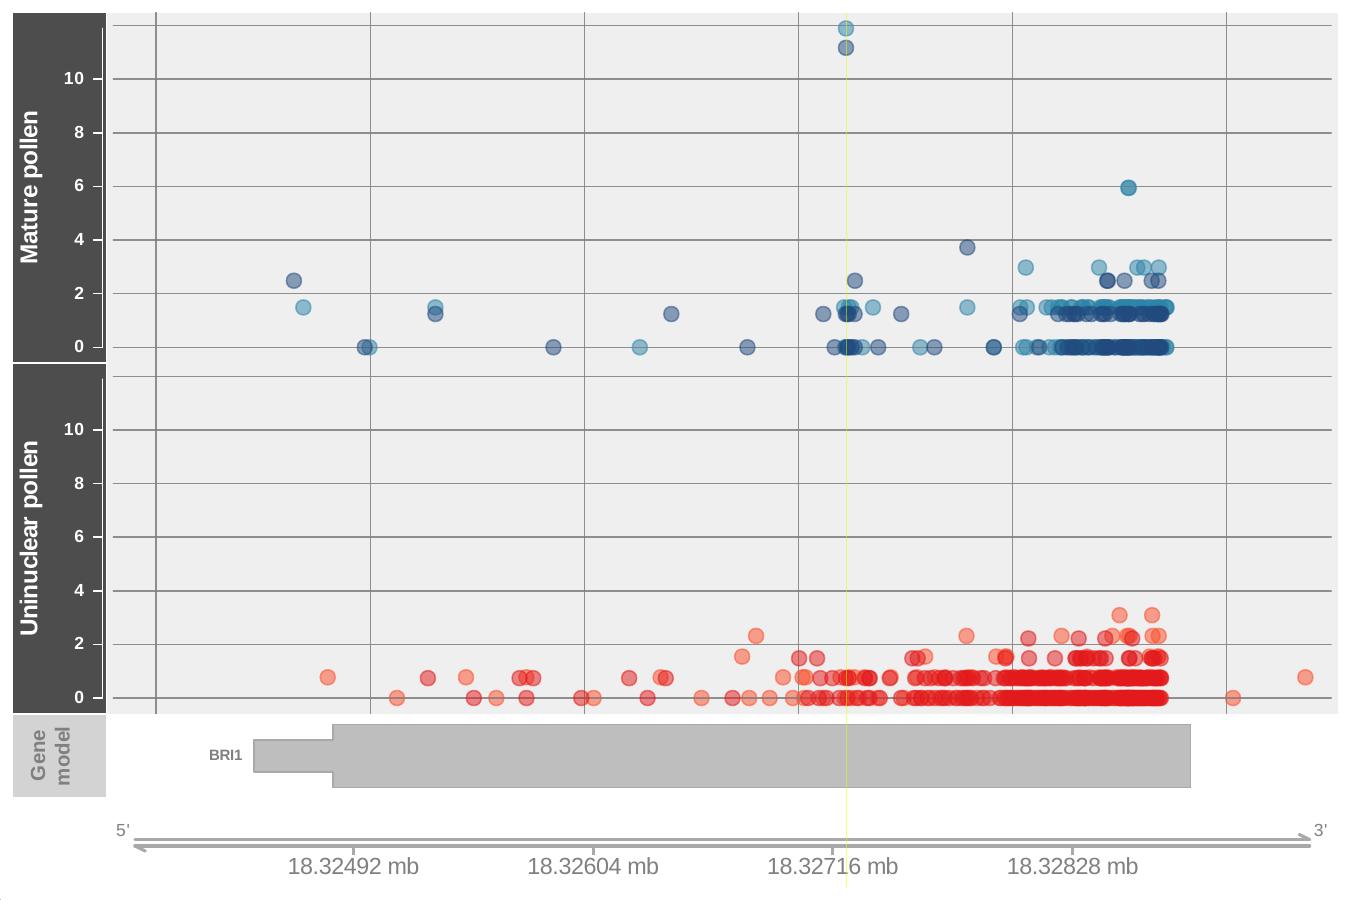 Mature pollen
10
8
6
4
2
0
Uninuclear pollen
10
8
6
4
2
0
Gene
model
BRI1
5'
3'
18.32492 mb
18.32604 mb
18.32716 mb
18.32828 mb